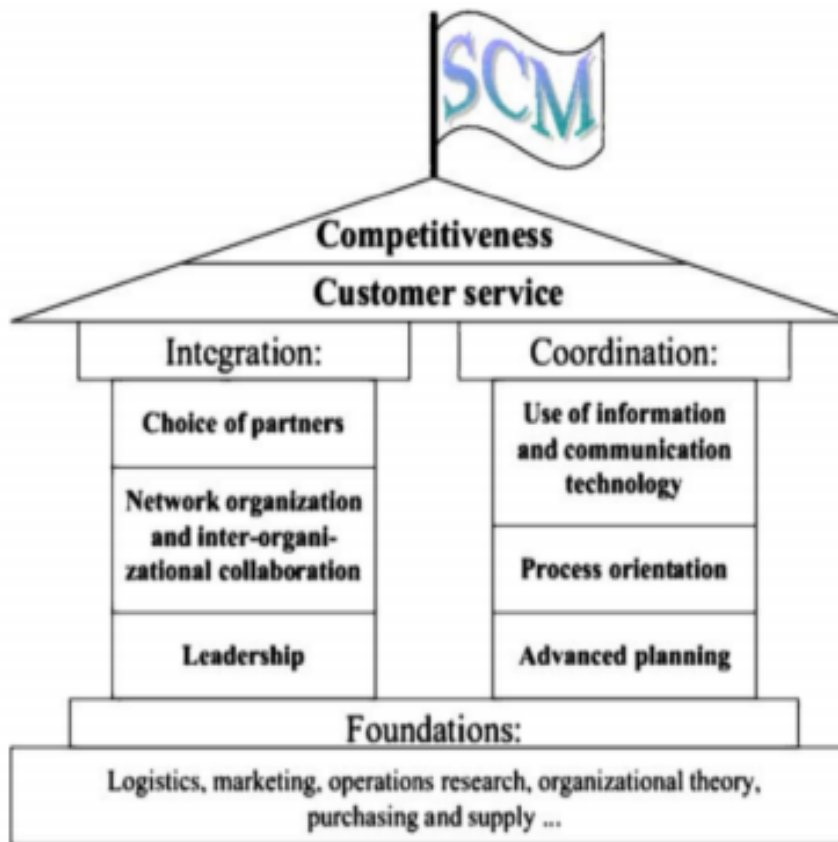 SCM
Competitiveness
Customer service
Integration:
Choice of partners
Network organization
and inter-organi-
zational collaboration
Leadership
Coordination:
Use of information
and communication
technology
Process orientation
Advanced planning
Foundations:
Logistics, marketing, operations research, organizational theory,
purchasing and supply ...